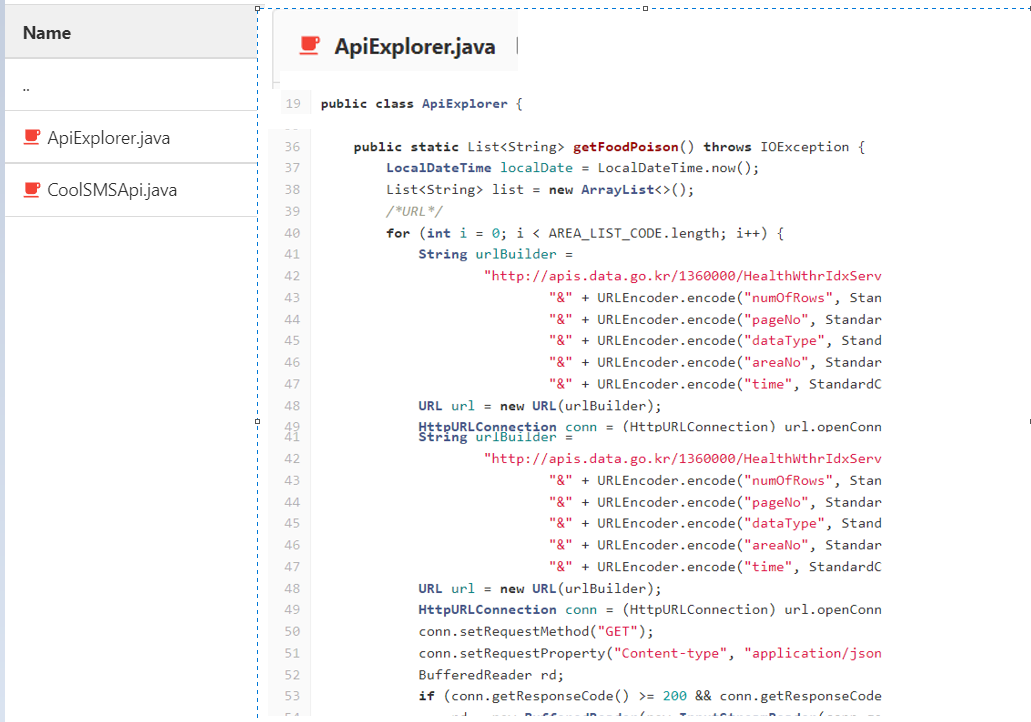 Name
..
ApiExplorer.java
CoolSMSApi.java
ApiExplorer.java
19 public class ApiExplorer {
36 public static List<String> getFoodPoison() throws IOException {
37 LocalDateTime localDate = LocalDateTime.now();
38 List<String> list = new ArrayList<>();
39 /*URL*/
40 for (int i = 0; i < AREA_LIST_CODE.length; i++) {
41 String urlBuilder =
42 "http://apis.data.go.kr/1360000/HealthWthrIdxServ
43 "&" + URLEncoder.encode("numOfRows", Stan
44 "&" + URLEncoder.encode("pageNo", Standar
45 "&" + URLEncoder.encode("dataType", Stand
46 "&" + URLEncoder.encode("areaNo", Standar
47 "&" + URLEncoder.encode("time", StandardC
48 URL url = new URL(urlBuilder);
49 HttpURLConnection conn = (HttpURLConnection) url.openConn
41 String urlBuilder =
42 "http://apis.data.go.kr/1360000/HealthWthrIdxServ
43 "&" + URLEncoder.encode("numOfRows", Stan
44 "&" + URLEncoder.encode("pageNo", Standar
45 "&" + URLEncoder.encode("dataType", Stand
46 "&" + URLEncoder.encode("areaNo", Standar
47 "&" + URLEncoder.encode("time", StandardC
48 URL url = new URL(urlBuilder);
49 HttpURLConnection conn = (HttpURLConnection) url.openConn
50 conn.setRequestMethod("GET");
51 conn.setRequestProperty("Content-type", "application/json
52 BufferedReader rd;
53 if (conn.getResponseCode() >= 200 && conn.getResponseCode